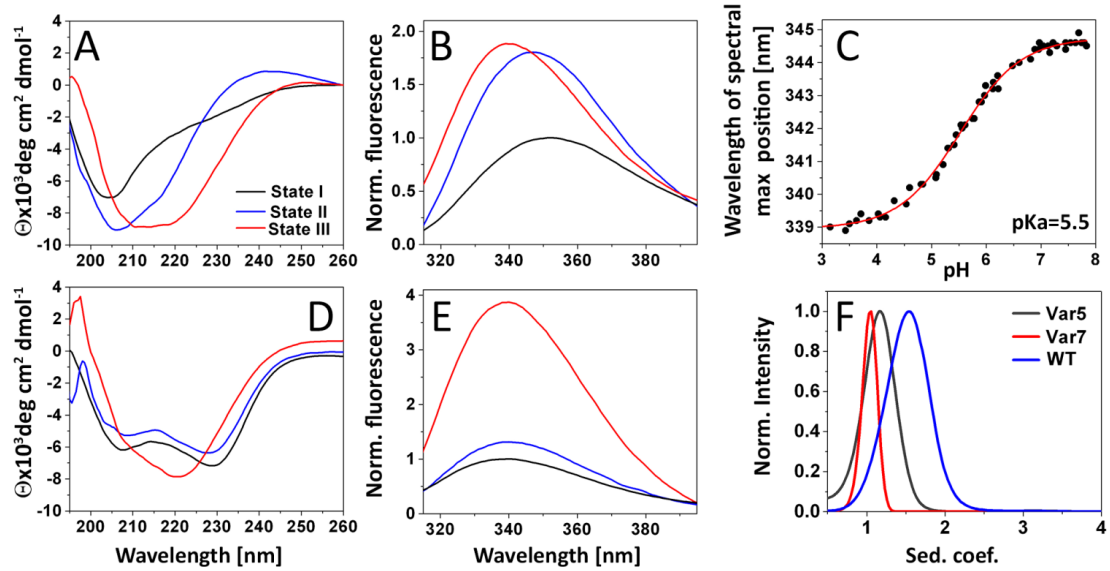 A
Θx10³deg cm² dmol⁻¹
0
-2
-4
-6
-8
-10
200 210 220 230 240 250 260
State I
State II
State III
B
Norm. fluorescence
2.0
1.5
1.0
0.5
0.0
320 340 360 380
C
Wavelength of spectral
max position [nm]
345
344
343
342
341
340
339
3 4 5 6 7 8
pH
pKa=5.5
D
Θx10³deg cm² dmol⁻¹
4
2
0
-2
-4
-6
-8
-10
200 210 220 230 240 250 260
Wavelength [nm]
E
Norm. fluorescence
4
3
2
1
0
320 340 360 380
Wavelength [nm]
F
Norm. Intensity
1.0
0.8
0.6
0.4
0.2
0.0
1 2 3 4
Sed. coef.
Var5
Var7
WT